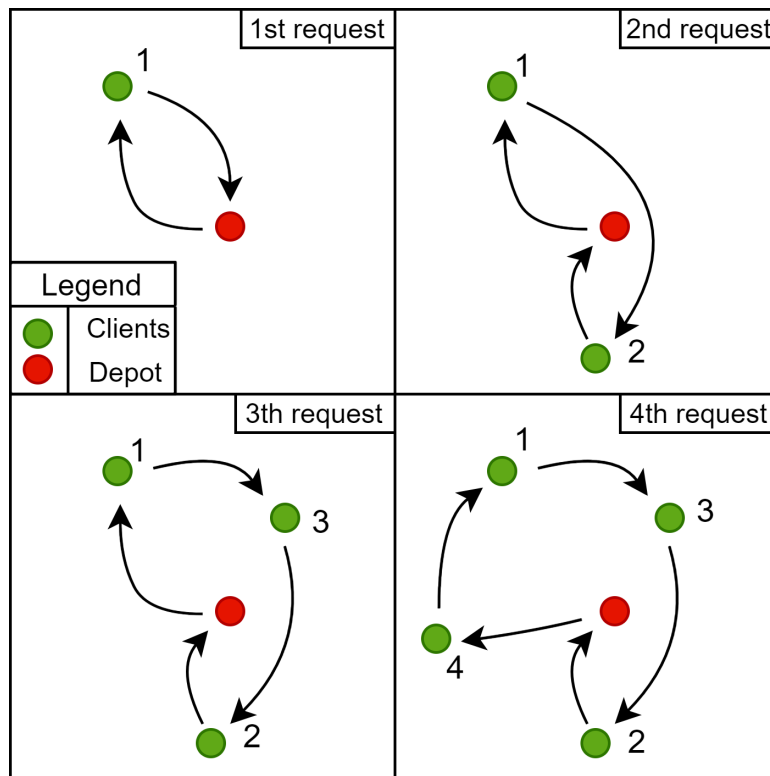 1st request
1
2nd request
1
2
Legend
Clients
Depot
3th request
1
3
2
4th request
1
3
4
2